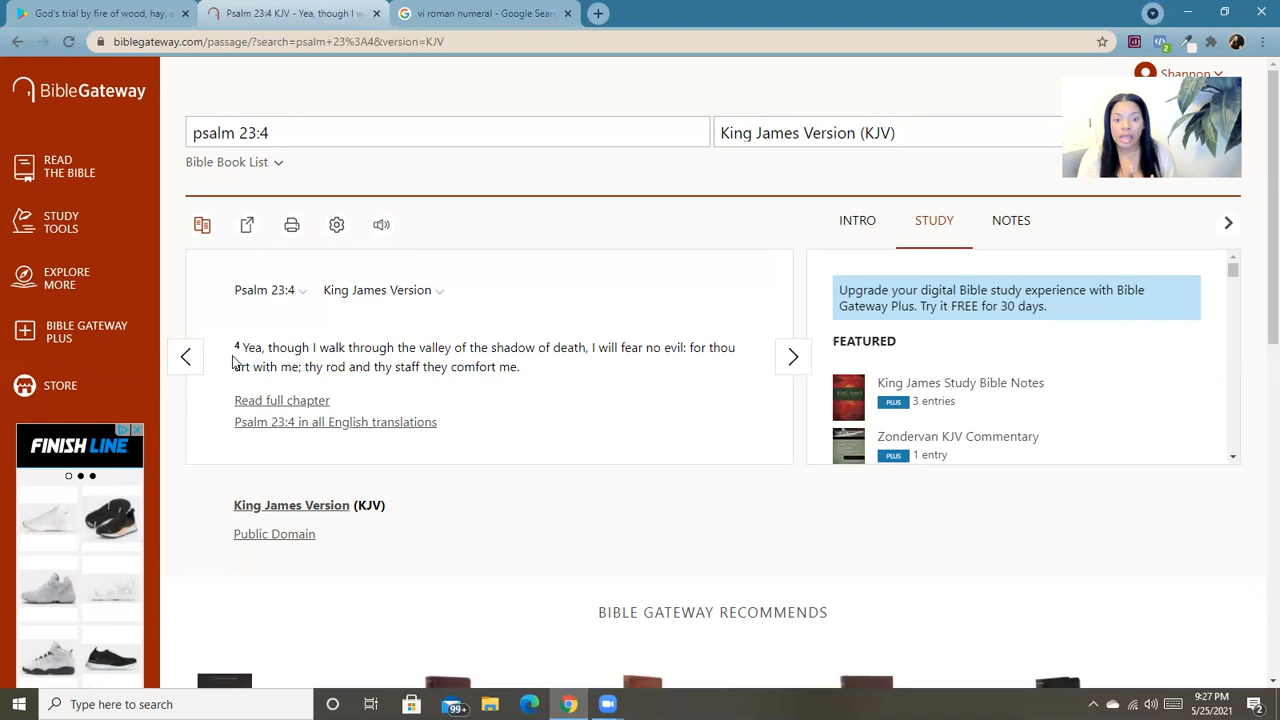 God's trial by fire of wood, hay,
Psalm 23:4 KJV - Yea, though I w
vi roman numeral - Google Sear
biblegateway.com/passage/?search=psalm+23%3A4&version=KJV
2
BibleGateway
Shannon
psalm 23:4
King James Version (KJV)
Bible Book List
READ
THE BIBLE
STUDY
TOOLS
EXPLORE
MORE
BIBLE GATEWAY
PLUS
STORE
INTRO STUDY NOTES
Psalm 23:4 King James Version
4 Yea, though I walk through the valley of the shadow of death, I will fear no evil: for thou
art with me; thy rod and thy staff they comfort me.
Read full chapter
Psalm 23:4 in all English translations
Upgrade your digital Bible study experience with Bible
Gateway Plus. Try it FREE for 30 days.
FEATURED
King James Study Bible Notes
PLUS 3 entries
Zondervan KJV Commentary
PLUS 1 entry
FINISH LINE
King James Version (KJV)
Public Domain
BIBLE GATEWAY RECOMMENDS
Type here to search
99+
9:27 PM
5/25/2021
2